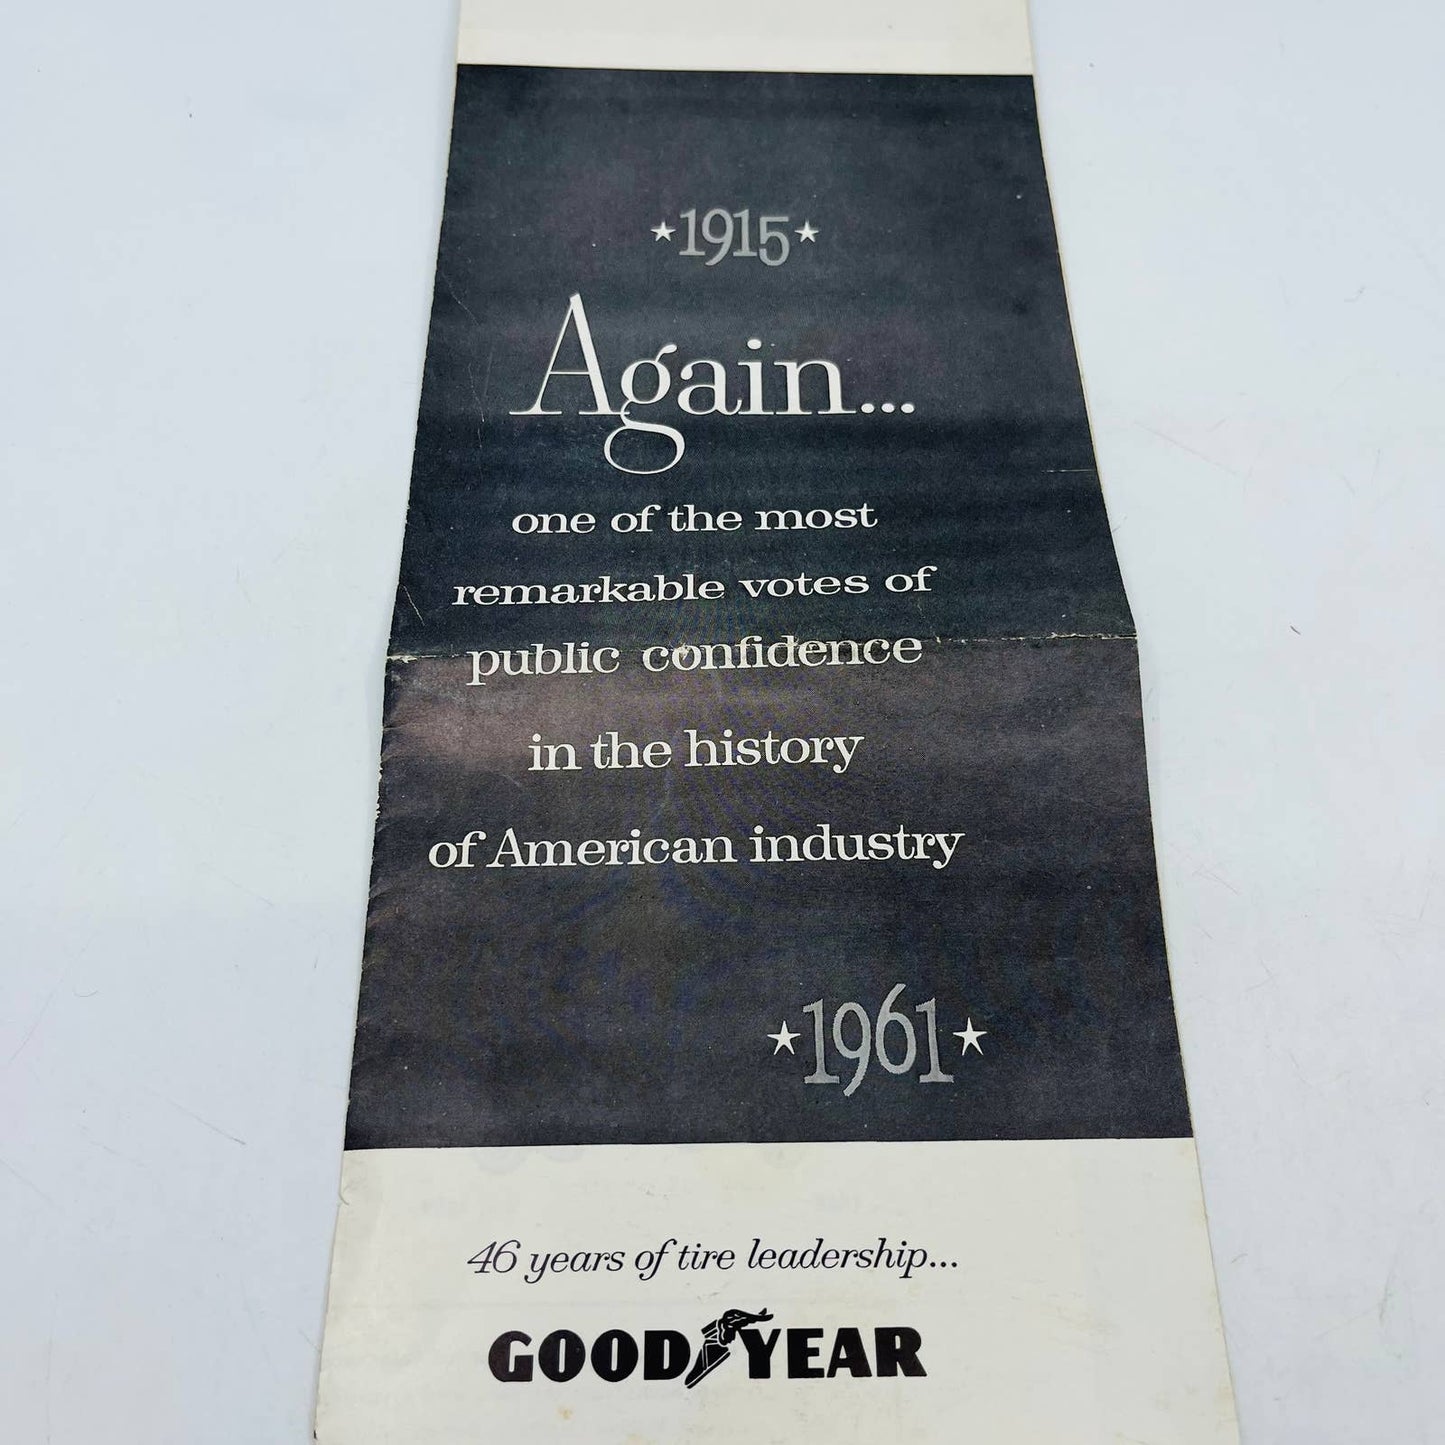 ★1915★
Again...
one of the most
remarkable votes of
public confidence
in the history
of American industry
★1961★
46 years of tire leadership...
GOODYEAR